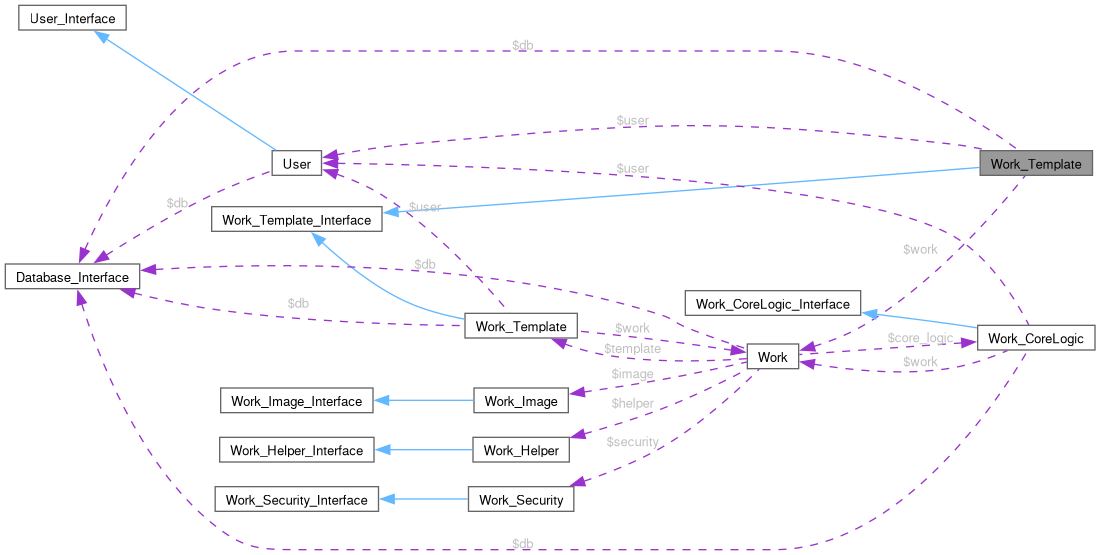 User_Interface
$db
$user
User
Work_Template
$user
$db
$user
Work_Template_Interface
$work
$db
Database_Interface
$db
Work_CoreLogic_Interface
Work_Template
$work
$core_logic
Work_CoreLogic
$template
Work
$work
$image
Work_Image_Interface
Work_Image
$helper
$security
Work_Helper_Interface
Work_Helper
Work_Security_Interface
Work_Security
$db